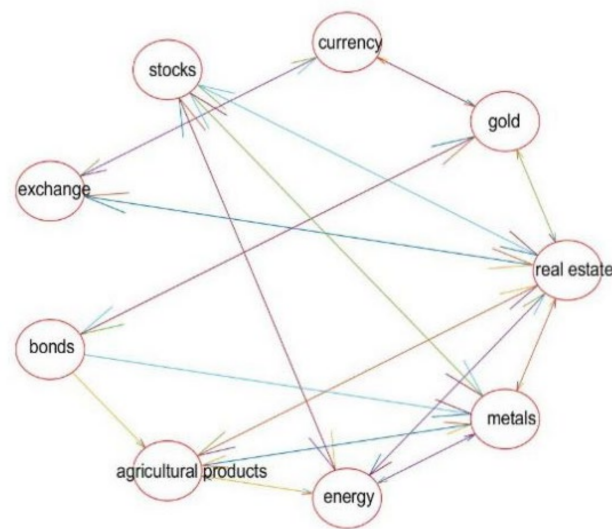 currency
stocks
gold
exchange
real estate
bonds
metals
agricultural products
energy